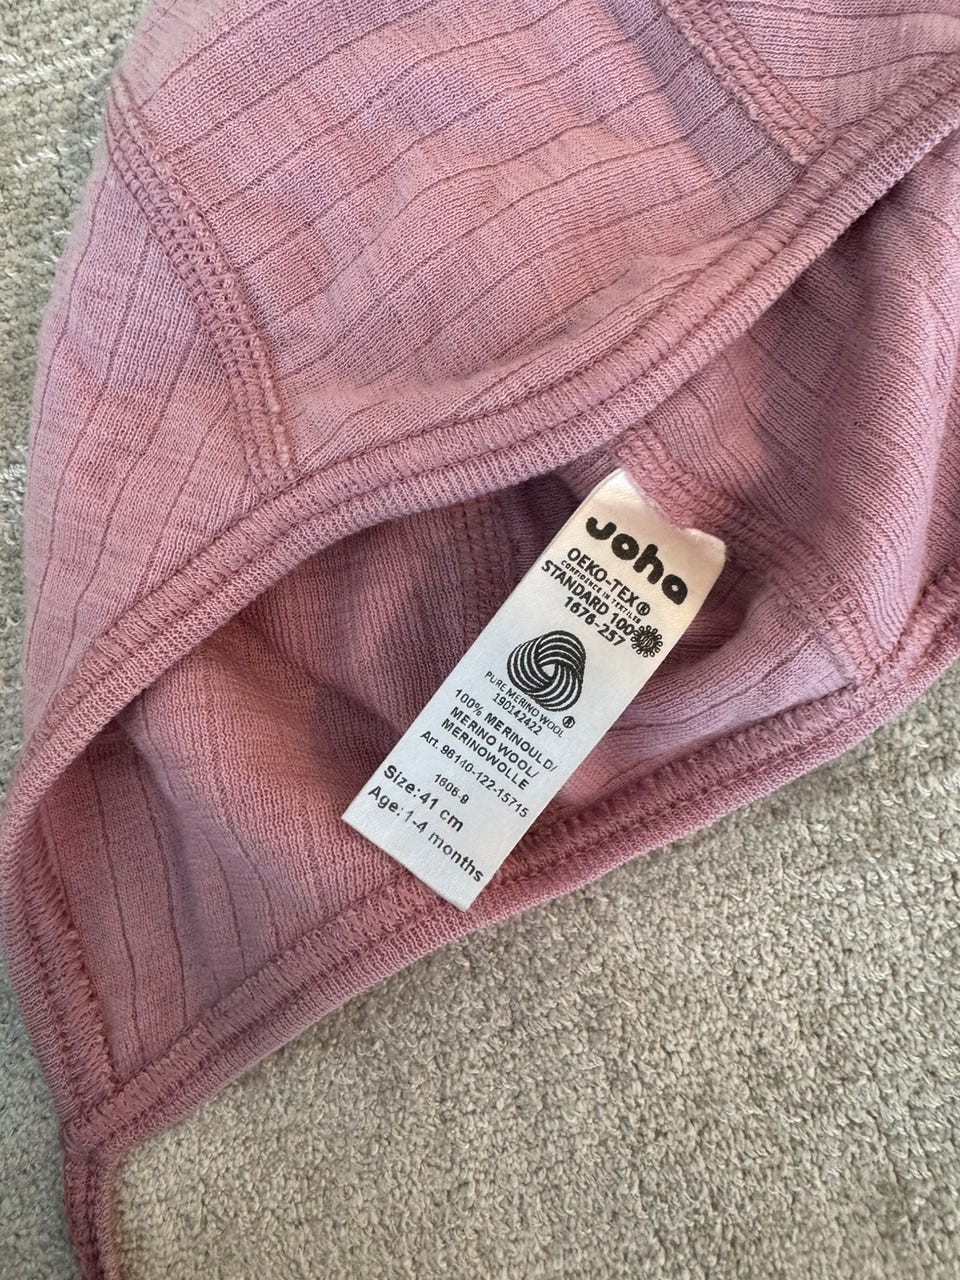 Joha
OEKO-TEX®
CONFIDENCE IN TEXTILES
STANDARD 100
1676-257
PURE MERINO WOOL
190142422
100% MERINOULD/
MERINO WOOL/
MERINOWOLLE
Art. 96140-122-15715
1806-9
Size: 41 cm
Age: 1-4 months